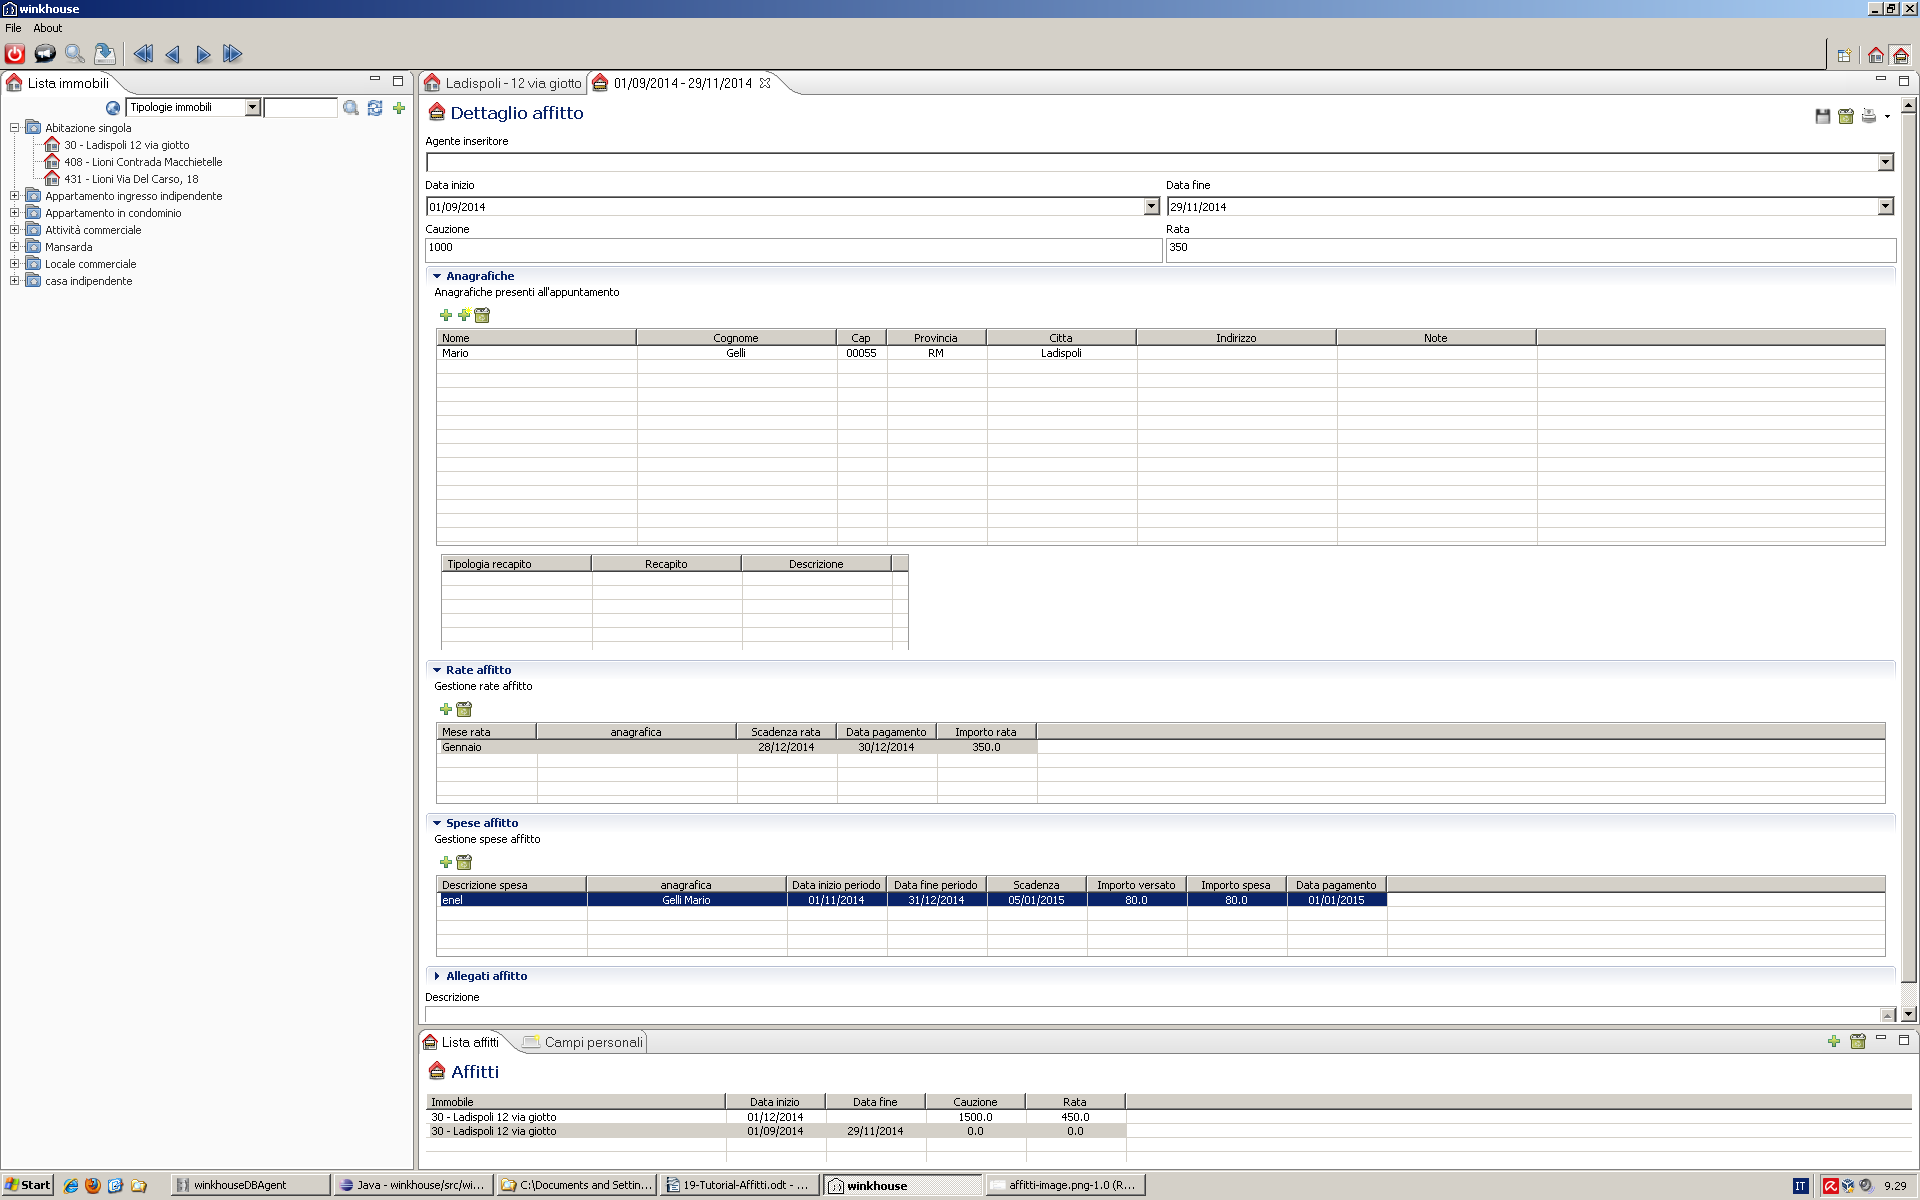 winkhouse
File About
Lista immobili
Tipologie immobili
Abitazione singola
30 - Ladispoli 12 via giotto
408 - Lioni Contrada Macchietelle
431 - Lioni Via Del Carso, 18
Appartamento ingresso indipendente
Appartamento in condominio
Attività commerciale
Mansarda
Locale commerciale
casa indipendente
Ladispoli - 12 via giotto 01/09/2014 - 29/11/2014
Dettaglio affitto
Agente inseritore
Data inizio Data fine
01/09/2014 29/11/2014
Cauzione Rata
1000 350
Anagrafiche
Anagrafiche presenti all'appuntamento
Nome Cognome Cap Provincia Citta Indirizzo Note
Mario Gelli 00055 RM Ladispoli
Tipologia recapito Recapito Descrizione
Rate affitto
Gestione rate affitto
Mese rata anagrafica Scadenza rata Data pagamento Importo rata
Gennaio 28/12/2014 30/12/2014 350.0
Spese affitto
Gestione spese affitto
Descrizione spesa anagrafica Data inizio periodo Data fine periodo Scadenza Importo versato Importo spesa Data pagamento
enel Gelli Mario 01/11/2014 31/12/2014 05/01/2015 80.0 80.0 01/01/2015
Allegati affitto
Descrizione
Lista affitti Campi personali
Affitti
Immobile Data inizio Data fine Cauzione Rata
30 - Ladispoli 12 via giotto 01/12/2014 1500.0 450.0
30 - Ladispoli 12 via giotto 01/09/2014 29/11/2014 0.0 0.0
Start winkhouseDBAgent Java - winkhouse/src/wi... C:\Documents and Settin... 19-Tutorial-Affitti.odt - ... winkhouse affitti-image.png-1.0 (R... IT 9.29